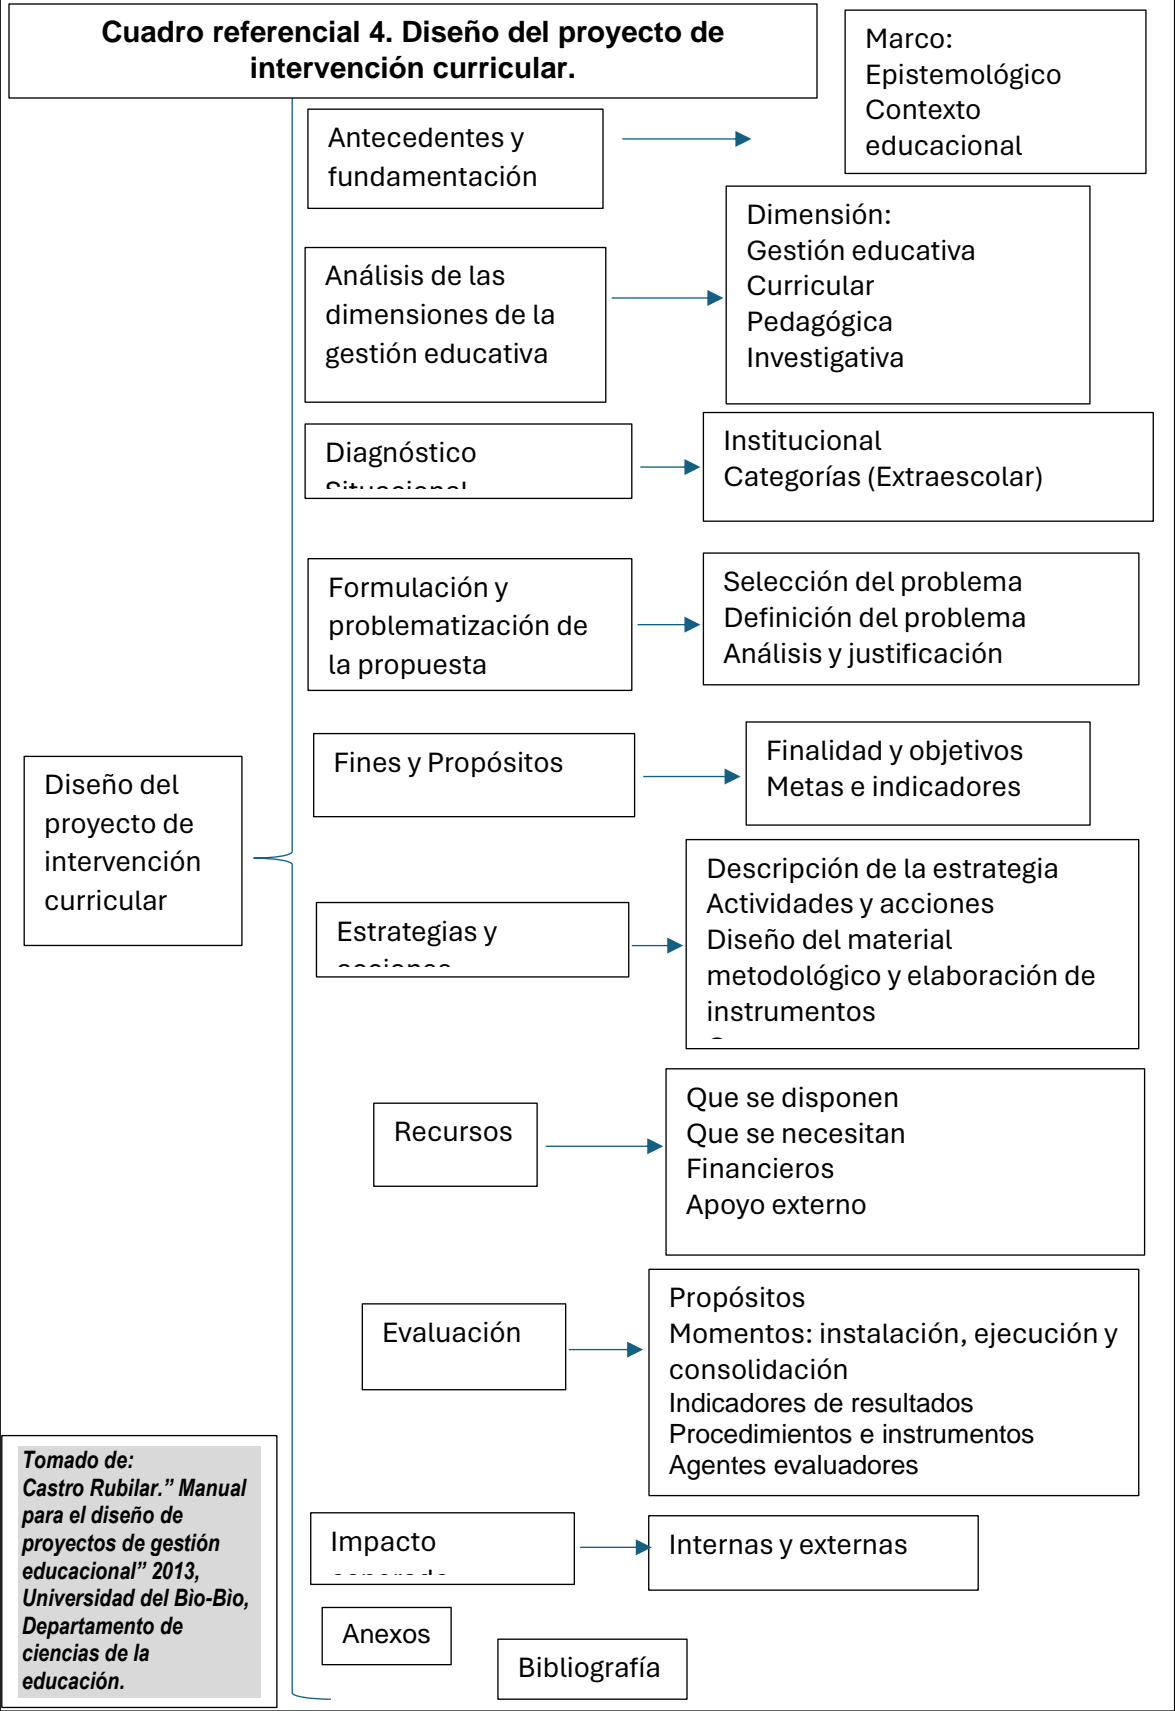 Cuadro referencial 4. Diseño del proyecto de
intervención curricular.
Marco:
Epistemológico
Contexto
educacional
Antecedentes y
fundamentación
Dimensión:
Gestión educativa
Curricular
Pedagógica
Investigativa
Análisis de las
dimensiones de la
gestión educativa
Diagnóstico
Institucional
Categorías (Extraescolar)
Formulación y
problematización de
la propuesta
Selección del problema
Definición del problema
Análisis y justificación
Fines y Propósitos
Finalidad y objetivos
Metas e indicadores
Diseño del
proyecto de
intervención
curricular
Estrategias y
Descripción de la estrategia
Actividades y acciones
Diseño del material
metodológico y elaboración de
instrumentos
Recursos
Que se disponen
Que se necesitan
Financieros
Apoyo externo
Evaluación
Propósitos
Momentos: instalación, ejecución y
consolidación
Indicadores de resultados
Procedimientos e instrumentos
Agentes evaluadores
Tomado de:
Castro Rubilar.” Manual
para el diseño de
proyectos de gestión
educacional” 2013,
Universidad del Bìo-Bìo,
Departamento de
ciencias de la
educación.
Impacto
Internas y externas
Anexos
Bibliografía